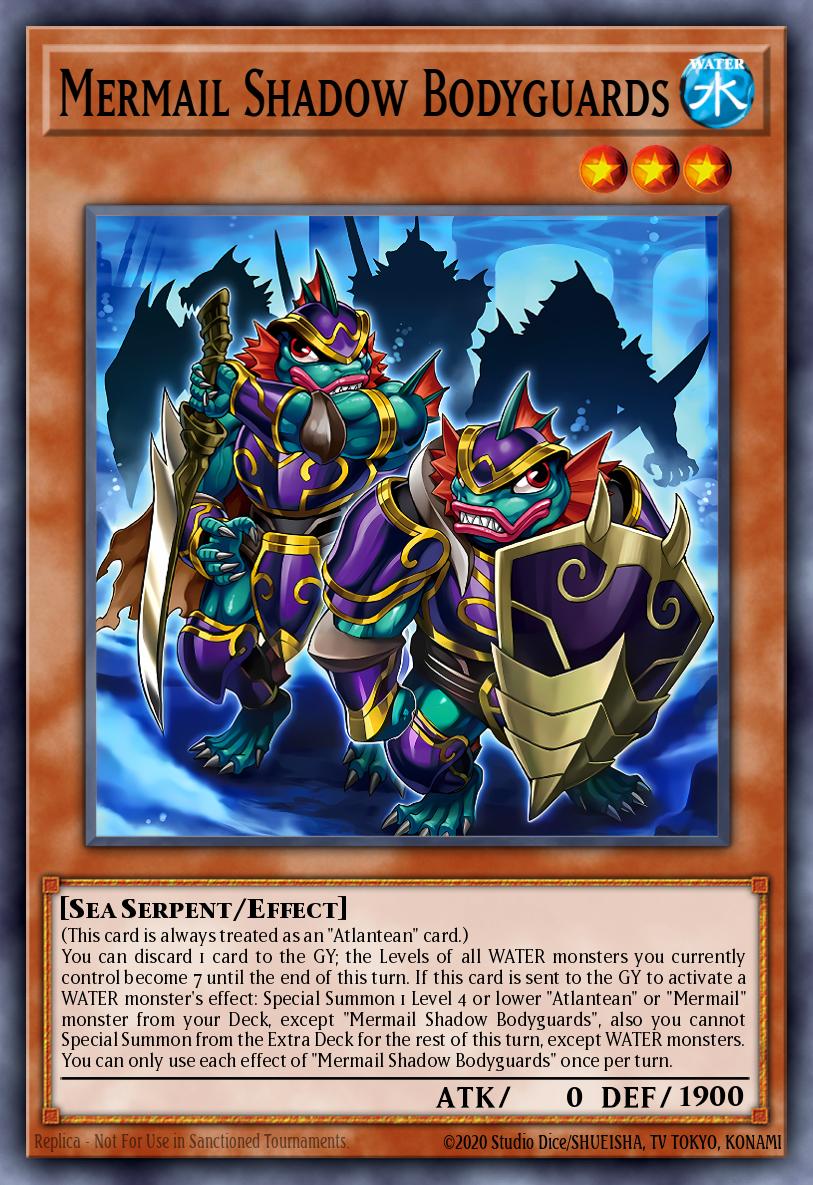 Mermail Shadow Bodyguards
WATER
水
[Sea Serpent/Effect]
(This card is always treated as an "Atlantean" card.)
You can discard 1 card to the GY; the Levels of all WATER monsters you currently
control become 7 until the end of this turn. If this card is sent to the GY to activate a
WATER monster's effect: Special Summon 1 Level 4 or lower "Atlantean" or "Mermail"
monster from your Deck, except "Mermail Shadow Bodyguards", also you cannot
Special Summon from the Extra Deck for the rest of this turn, except WATER monsters.
You can only use each effect of "Mermail Shadow Bodyguards" once per turn.
ATK/ 0 DEF/ 1900
Replica - Not For Use in Sanctioned Tournaments. ©2020 Studio Dice/SHUEISHA, TV TOKYO, KONAMI